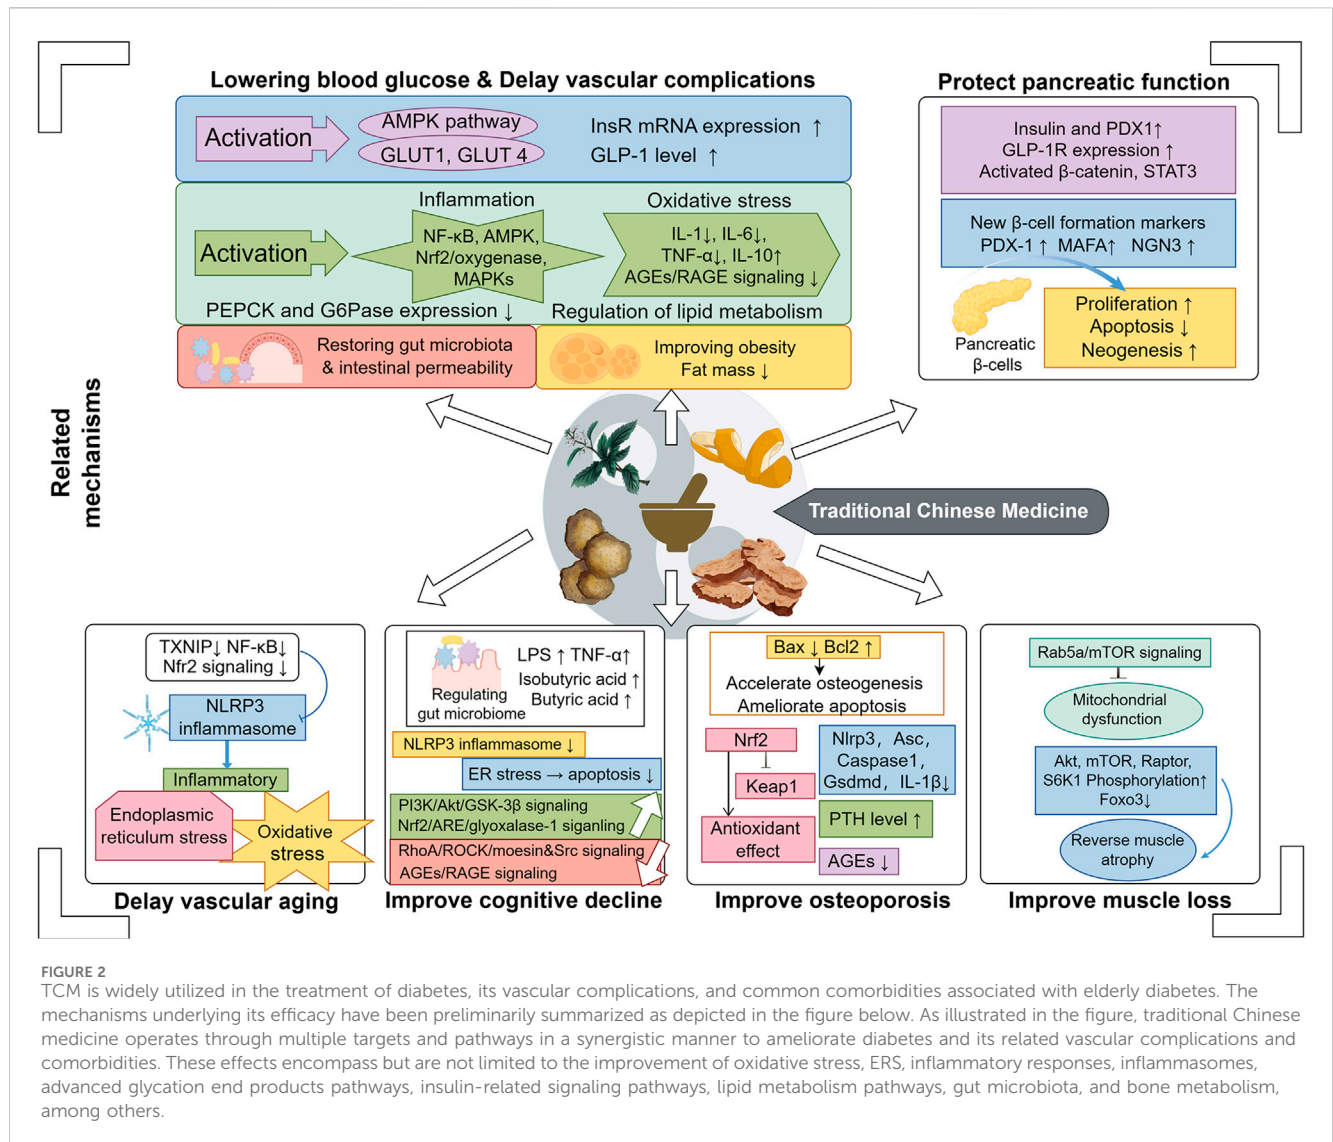 Lowering blood glucose & Delay vascular complications
Activation
AMPK pathway
GLUT1, GLUT 4
InsR mRNA expression ↑
GLP-1 level ↑
Activation
Inflammation
NF-κB, AMPK,
Nrf2/oxygenase,
MAPKs
Oxidative stress
IL-1↓, IL-6↓,
TNF-α↓, IL-10↑
AGEs/RAGE signaling ↓
PEPCK and G6Pase expression ↓
Regulation of lipid metabolism
Restoring gut microbiota
& intestinal permeability
Improving obesity
Fat mass ↓
Protect pancreatic function
Insulin and PDX1↑
GLP-1R expression ↑
Activated β-catenin, STAT3
New β-cell formation markers
PDX-1 ↑ MAFA↑ NGN3 ↑
Pancreatic
β-cells
Proliferation ↑
Apoptosis ↓
Neogenesis ↑
Related
mechanisms
Traditional Chinese Medicine
TXNIP↓ NF-κB↓
Nfr2 signaling ↓
NLRP3
inflammasome
Inflammatory
Endoplasmic
reticulum stress
Oxidative
stress
Delay vascular aging
Regulating
gut microbiome
LPS ↑ TNF-α↑
Isobutyric acid ↑
Butyric acid ↑
NLRP3 inflammasome ↓
ER stress → apoptosis ↓
PI3K/Akt/GSK-3β signaling
Nrf2/ARE/glyoxalase-1 siganling
RhoA/ROCK/moesin&Src signaling
AGEs/RAGE signaling
Improve cognitive decline
Bax ↓ Bcl2 ↑
Accelerate osteogenesis
Ameliorate apoptosis
Nrf2
Keap1
Antioxidant
effect
Nlrp3, Asc,
Caspase1,
Gsdmd, IL-1β↓
PTH level ↑
AGEs ↓
Improve osteoporosis
Rab5a/mTOR signaling
Mitochondrial
dysfunction
Akt, mTOR, Raptor,
S6K1 Phosphorylation↑
Foxo3↓
Reverse muscle
atrophy
Improve muscle loss
FIGURE 2
TCM is widely utilized in the treatment of diabetes, its vascular complications, and common comorbidities associated with elderly diabetes. The
mechanisms underlying its efficacy have been preliminarily summarized as depicted in the figure below. As illustrated in the figure, traditional Chinese
medicine operates through multiple targets and pathways in a synergistic manner to ameliorate diabetes and its related vascular complications and
comorbidities. These effects encompass but are not limited to the improvement of oxidative stress, ERS, inflammatory responses, inflammasomes,
advanced glycation end products pathways, insulin-related signaling pathways, lipid metabolism pathways, gut microbiota, and bone metabolism,
among others.